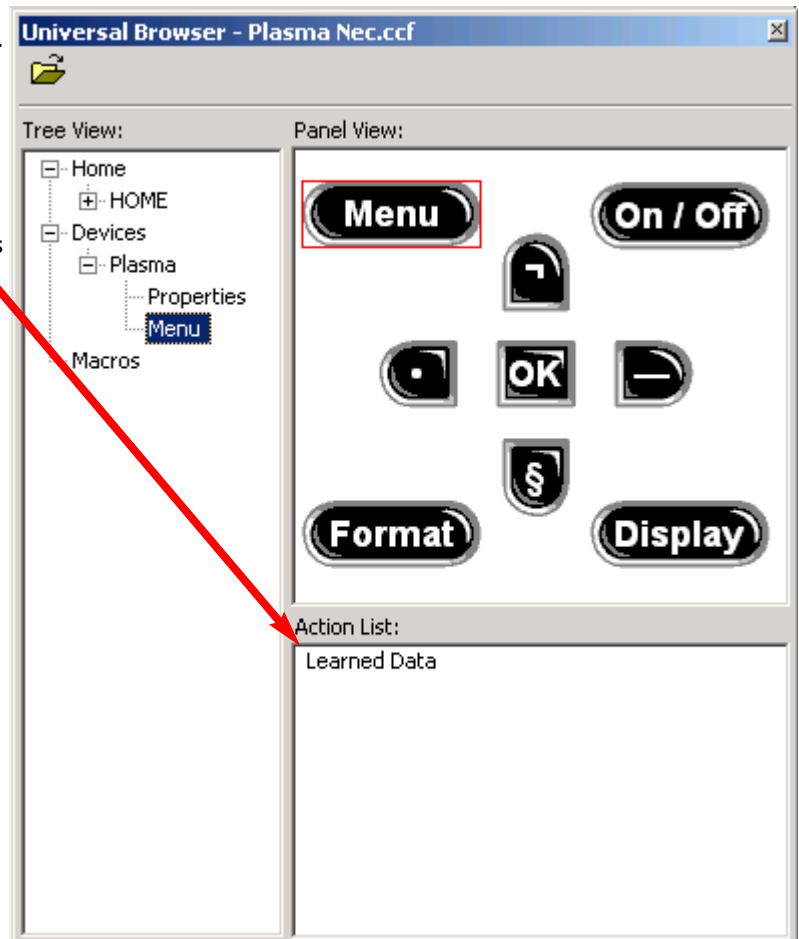 Universal Browser - Plasma Nec.ccf
Tree View:
Home
HOME
Devices
Plasma
Properties
Menu
Macros
Panel View:
Menu
On / Off
¬
•
OK
—
§
Format
Display
Action List:
Learned Data
s